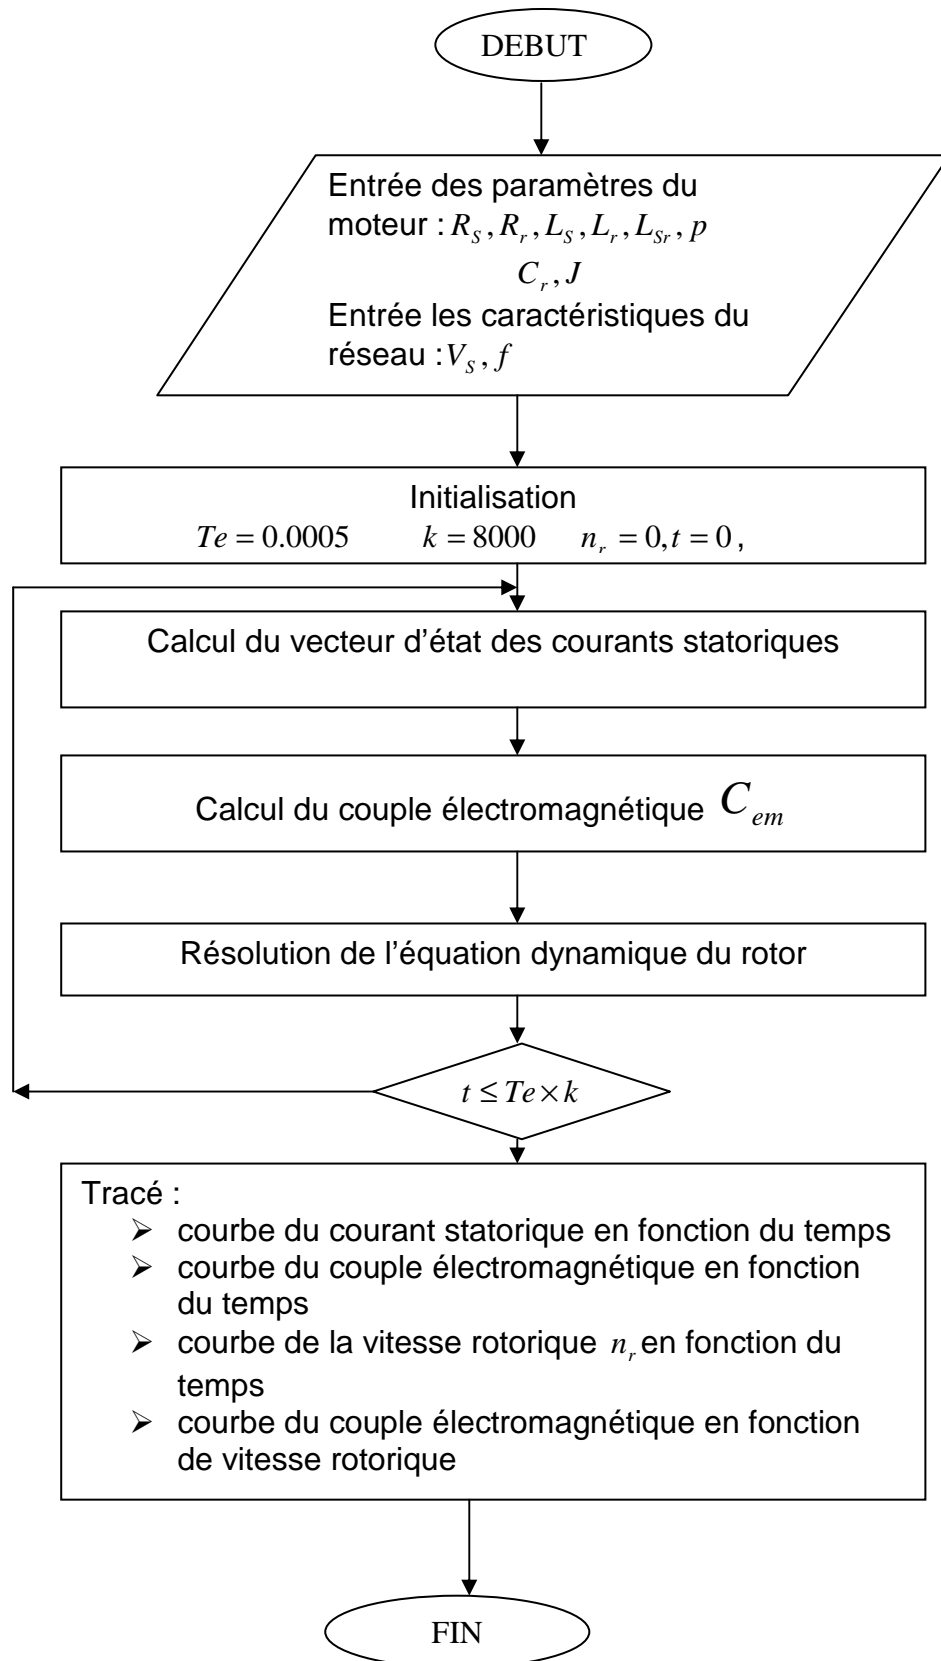 DEBUT
Entrée des paramètres du
moteur : R_S, R_r, L_S, L_r, L_{Sr}, p
C_r, J
Entrée les caractéristiques du
réseau : V_S, f
Initialisation
Te = 0.0005 k = 8000 n_r = 0, t = 0 ,
Calcul du vecteur d'état des courants statoriques
Calcul du couple électromagnétique C_{em}
Résolution de l'équation dynamique du rotor
t ≤ Te × k
Tracé :
➢ courbe du courant statorique en fonction du temps
➢ courbe du couple électromagnétique en fonction
du temps
➢ courbe de la vitesse rotorique n_r en fonction du
temps
➢ courbe du couple électromagnétique en fonction
de vitesse rotorique
FIN